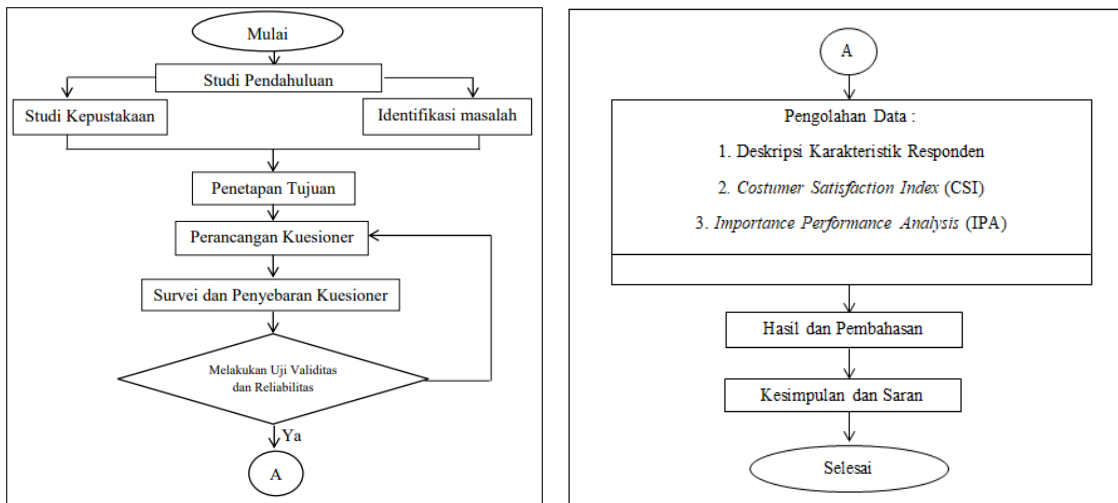 Mulai
Studi Pendahuluan
Studi Kepustakaan
Identifikasi masalah
Penetapan Tujuan
Perancangan Kuesioner
Survei dan Penyebaran Kuesioner
Melakukan Uji Validitas
dan Reliabilitas
Ya
A
A
Pengolahan Data :
1. Deskripsi Karakteristik Responden
2. Costumer Satisfaction Index (CSI)
3. Importance Performance Analysis (IPA)
Hasil dan Pembahasan
Kesimpulan dan Saran
Selesai